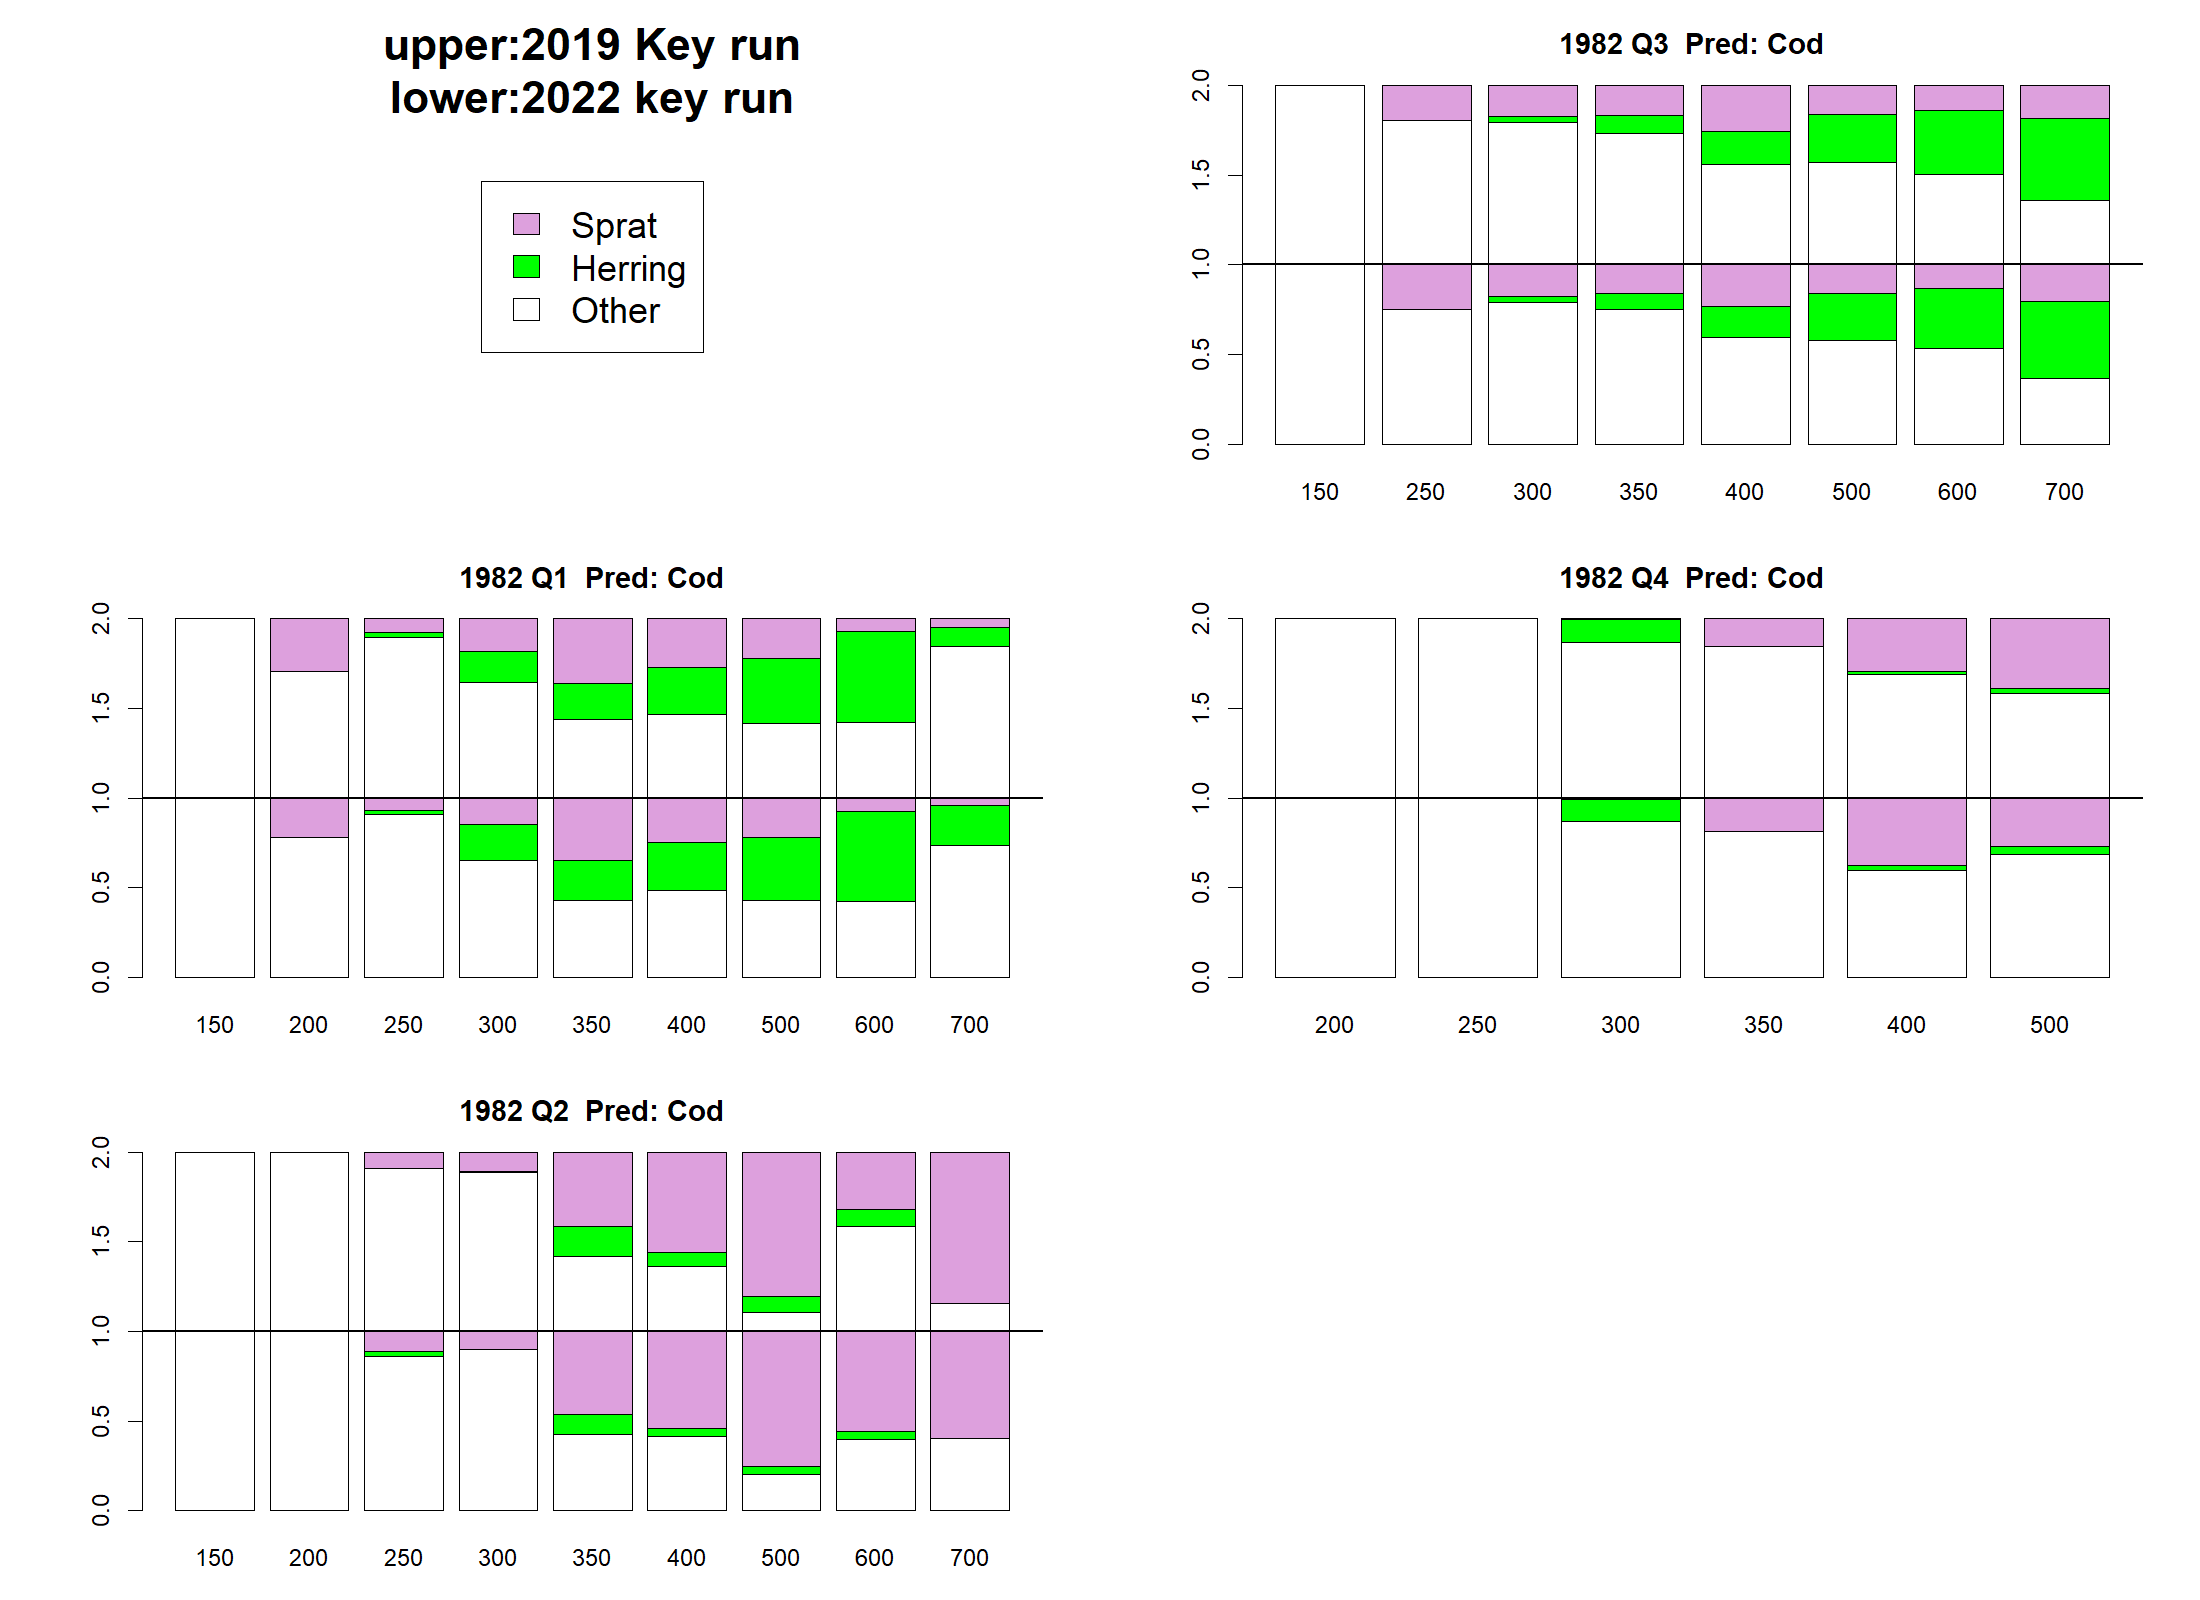 upper:2019 Key run
lower:2022 key run
Sprat
Herring
Other
1982 Q1  Pred: Cod
2.0
1.5
1.0
0.5
0.0
150 200 250 300 350 400 500 600 700
1982 Q2  Pred: Cod
2.0
1.5
1.0
0.5
0.0
150 200 250 300 350 400 500 600 700
1982 Q3  Pred: Cod
2.0
1.5
1.0
0.5
0.0
150 250 300 350 400 500 600 700
1982 Q4  Pred: Cod
2.0
1.5
1.0
0.5
0.0
200 250 300 350 400 500